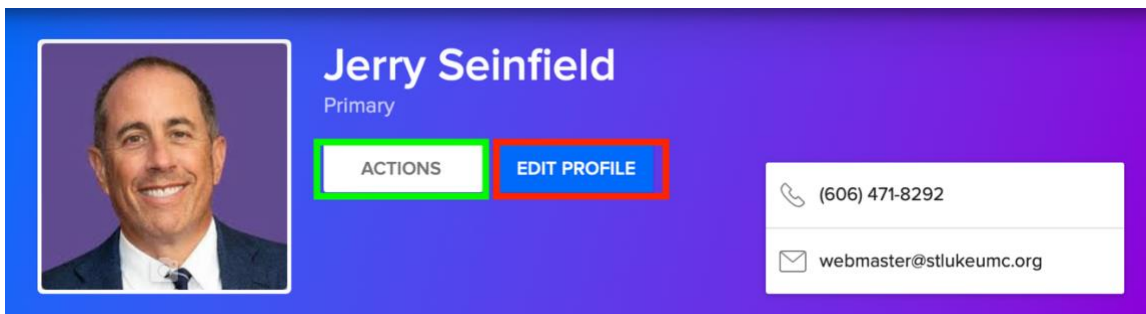 Jerry Seinfield
Primary
ACTIONS
EDIT PROFILE
(606) 471-8292
webmaster@stlukeumc.org